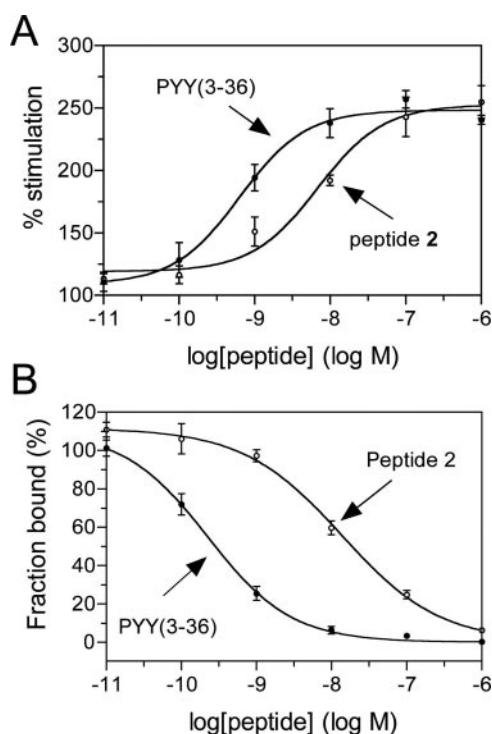 A
300
250
200
150
100
% stimulation
PYY(3-36)
peptide 2
-11 -10 -9 -8 -7 -6
log[peptide] (log M)
B
120
100
80
60
40
20
0
Fraction bound (%)
Peptide 2
PYY(3-36)
-11 -10 -9 -8 -7 -6
log[peptide] (log M)